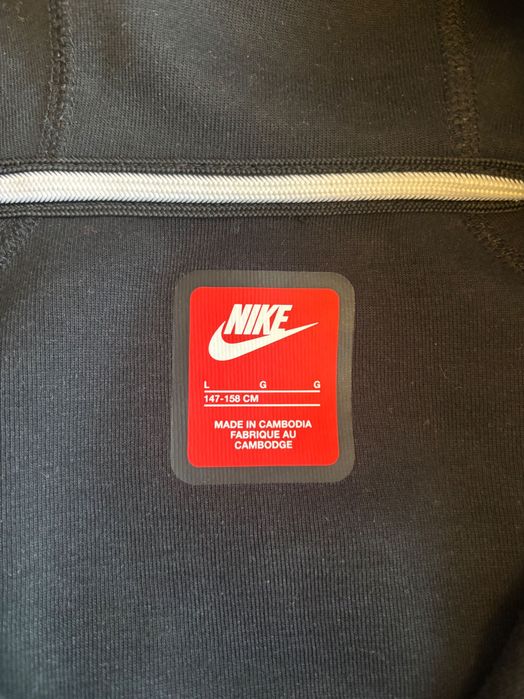 NIKE
L G G
147-158 CM
MADE IN CAMBODIA
FABRIQUE AU
CAMBODGE